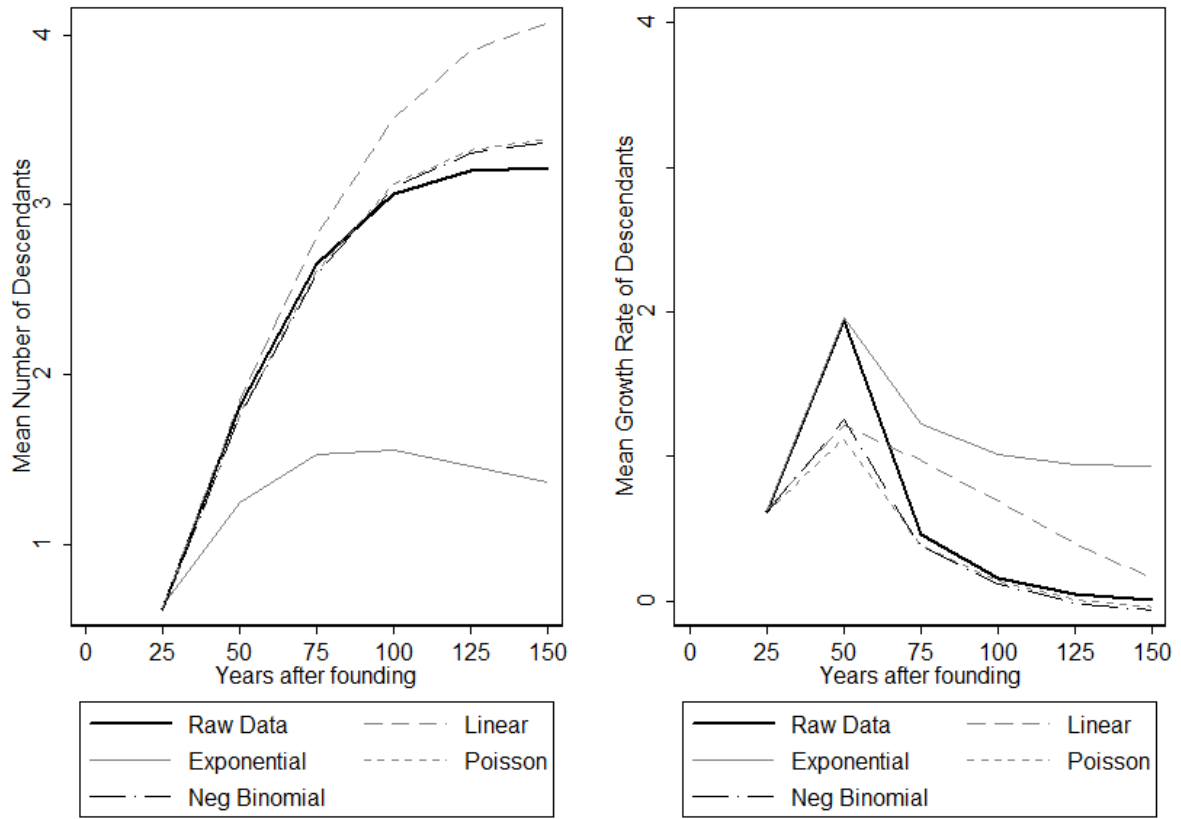 Mean Number of Descendants
4
3
2
1
0 25 50 75 100 125 150
Years after founding
Raw Data Linear
Exponential Poisson
Neg Binomial
Mean Growth Rate of Descendants
4
2
0
0 25 50 75 100 125 150
Years after founding
Raw Data Linear
Exponential Poisson
Neg Binomial